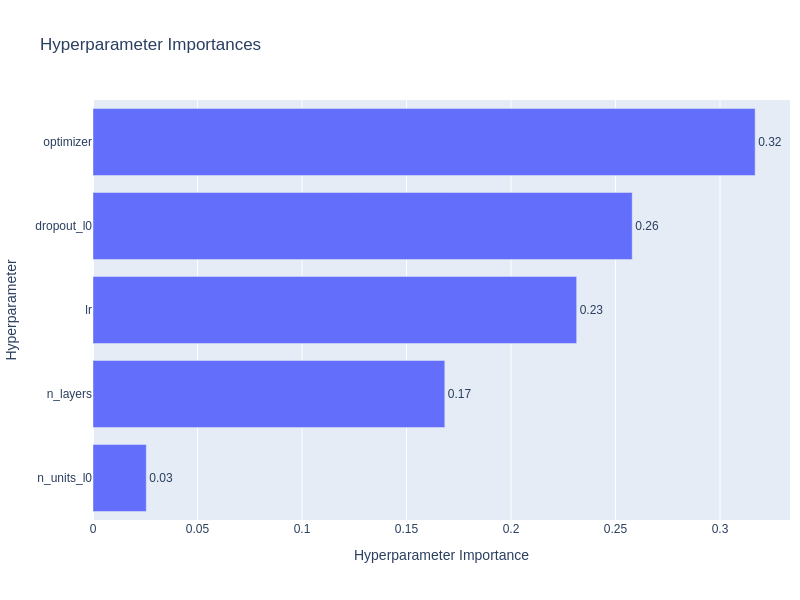 Hyperparameter Importances
Hyperparameter
optimizer 0.32
dropout_l0 0.26
lr 0.23
n_layers 0.17
n_units_l0 0.03
0 0.05 0.1 0.15 0.2 0.25 0.3
Hyperparameter Importance